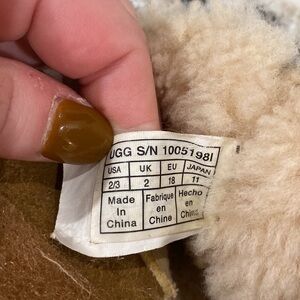 UGG S/N 1005198I
USA UK EU JAPAN
2/3 2 18 11
Made Fabriqué Hecho
In en en
China Chine China